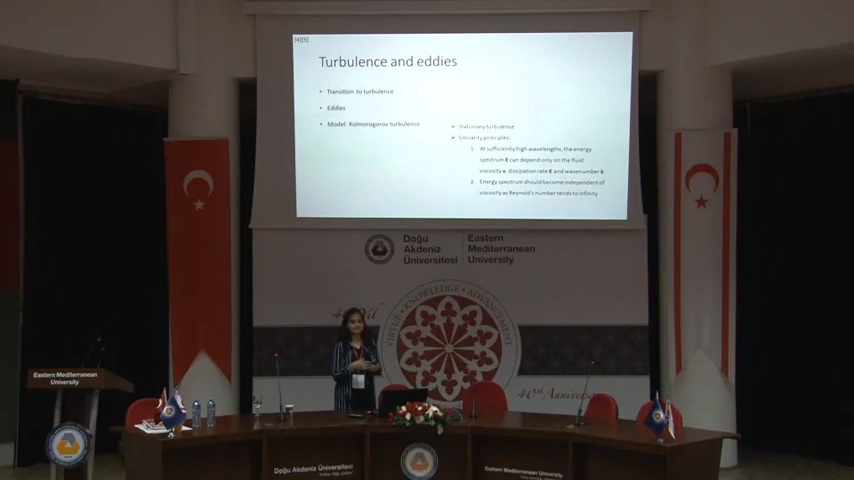 [4][5]
Turbulence and eddies
• Transition to turbulence
• Eddies
• Model: Kolmorogorov turbulence
➢ Stationary turbulence
➢ Similarity principles:
1. At sufficiently high wavelengths, the energy
spectrum E can depend only on the fluid
viscosity v, dissipation rate Є and wavenumber k.
2. Energy spectrum should become independent of
viscosity as Reynold's number tends to infinity
Doğu
Akdeniz
Üniversitesi
Eastern
Mediterranean
University
VIRTUE • KNOWLEDGE • ADVANCEMENT
40th Anniversa
Eastern Mediterranean
University
Doğu Akdeniz Üniversitesi
Eastern Mediterranean University